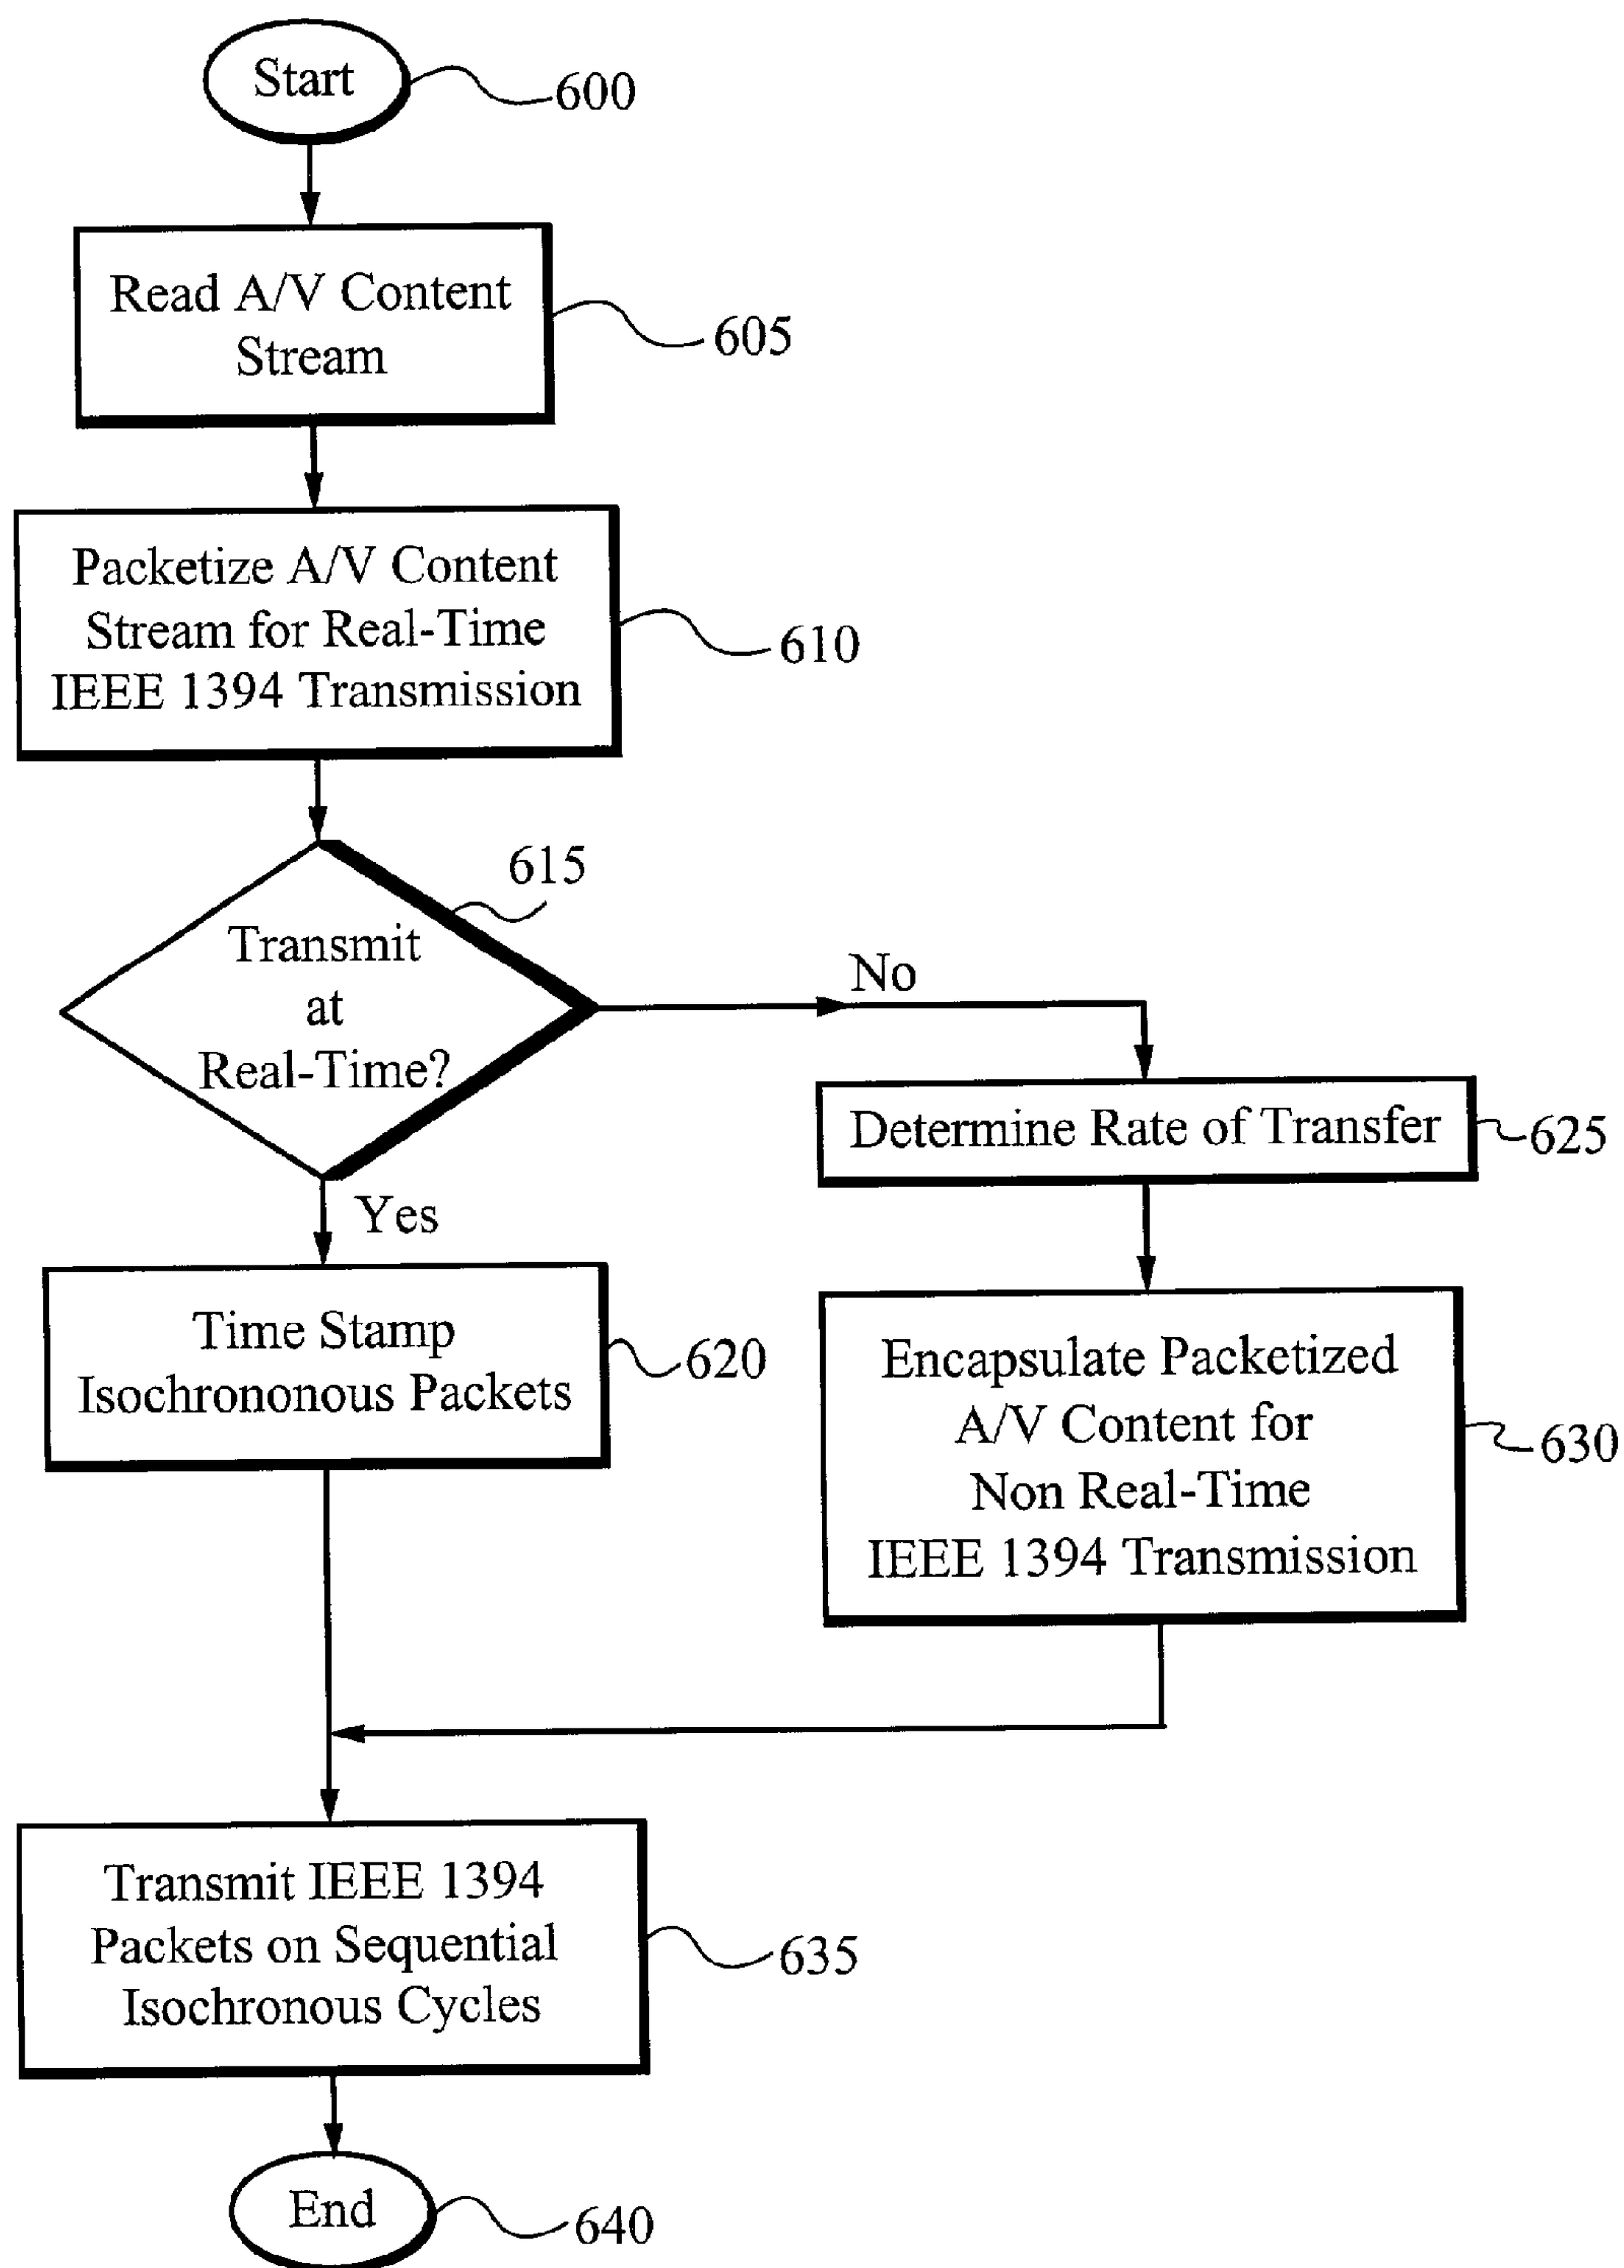 Start
600
Read A/V Content
Stream
605
Packetize A/V Content
Stream for Real-Time
IEEE 1394 Transmission
610
615
Transmit
at
Real-Time?
No
Yes
Determine Rate of Transfer
625
Time Stamp
Isochrononous Packets
620
Encapsulate Packetized
A/V Content for
Non Real-Time
IEEE 1394 Transmission
630
Transmit IEEE 1394
Packets on Sequential
Isochronous Cycles
635
End
640